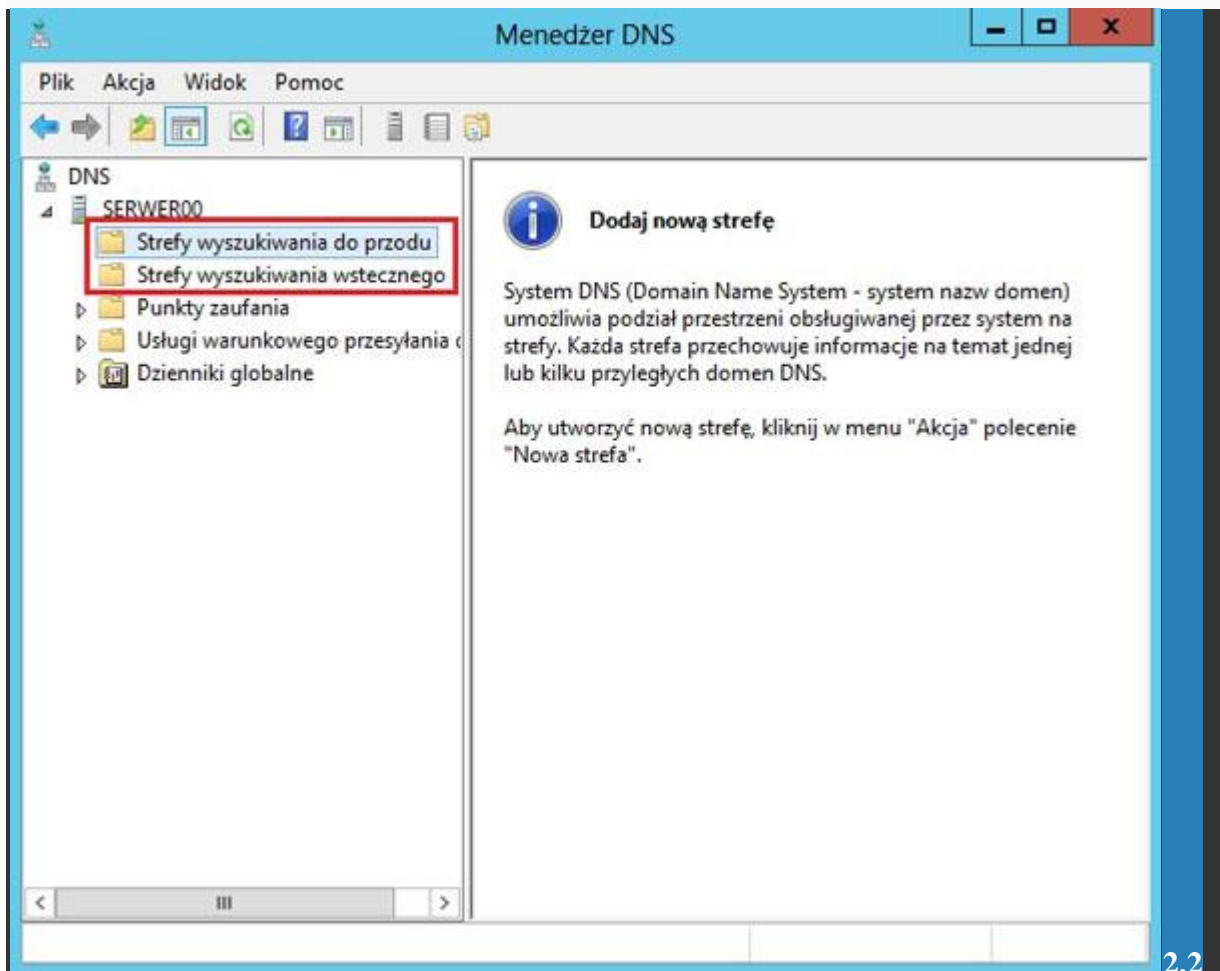 Menedżer DNS
Plik Akcja Widok Pomoc
DNS
SERWER00
Strefy wyszukiwania do przodu
Strefy wyszukiwania wstecznego
Punkty zaufania
Usługi warunkowego przesyłania
Dzienniki globalne
Dodaj nową strefę
System DNS (Domain Name System - system nazw domen)
umożliwia podział przestrzeni obsługiwanej przez system na
strefy. Każda strefa przechowuje informacje na temat jednej
lub kilku przyległych domen DNS.
Aby utworzyć nową strefę, kliknij w menu "Akcja" polecenie
"Nowa strefa".
2.2